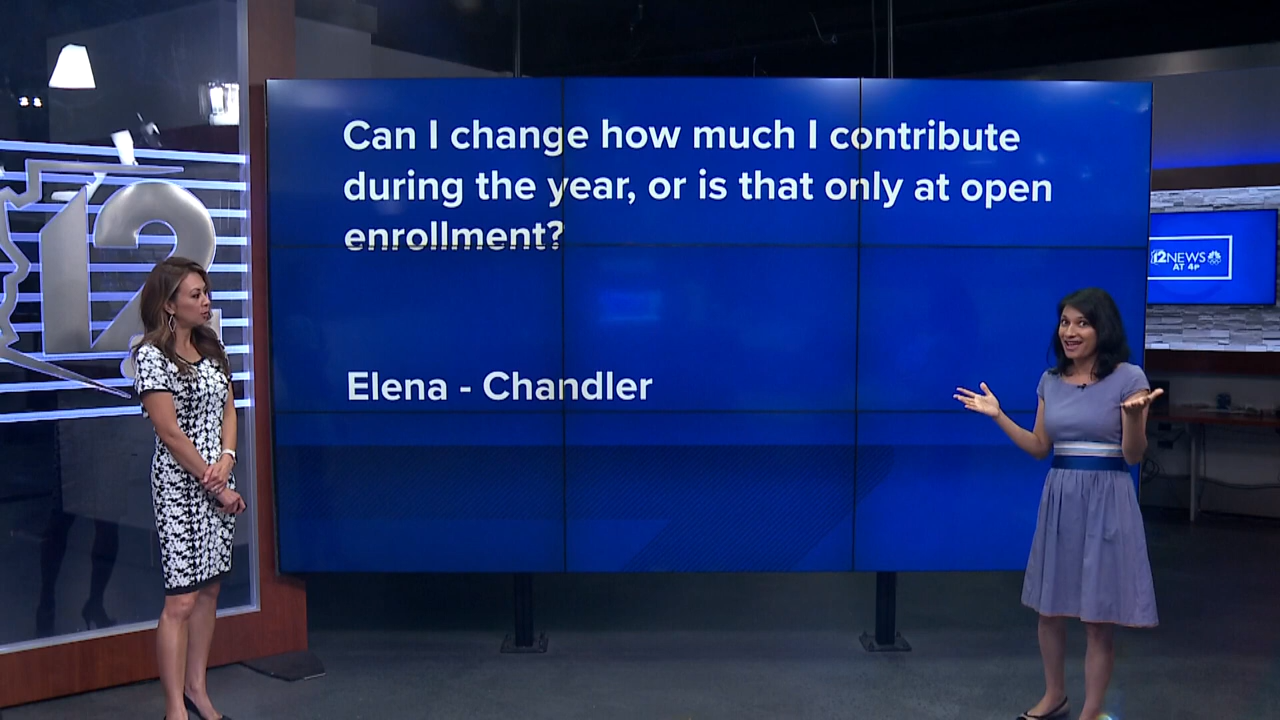 Can I change how much I contribute
during the year, or is that only at open
enrollment?
Elena - Chandler
12
12NEWS
AT 4P